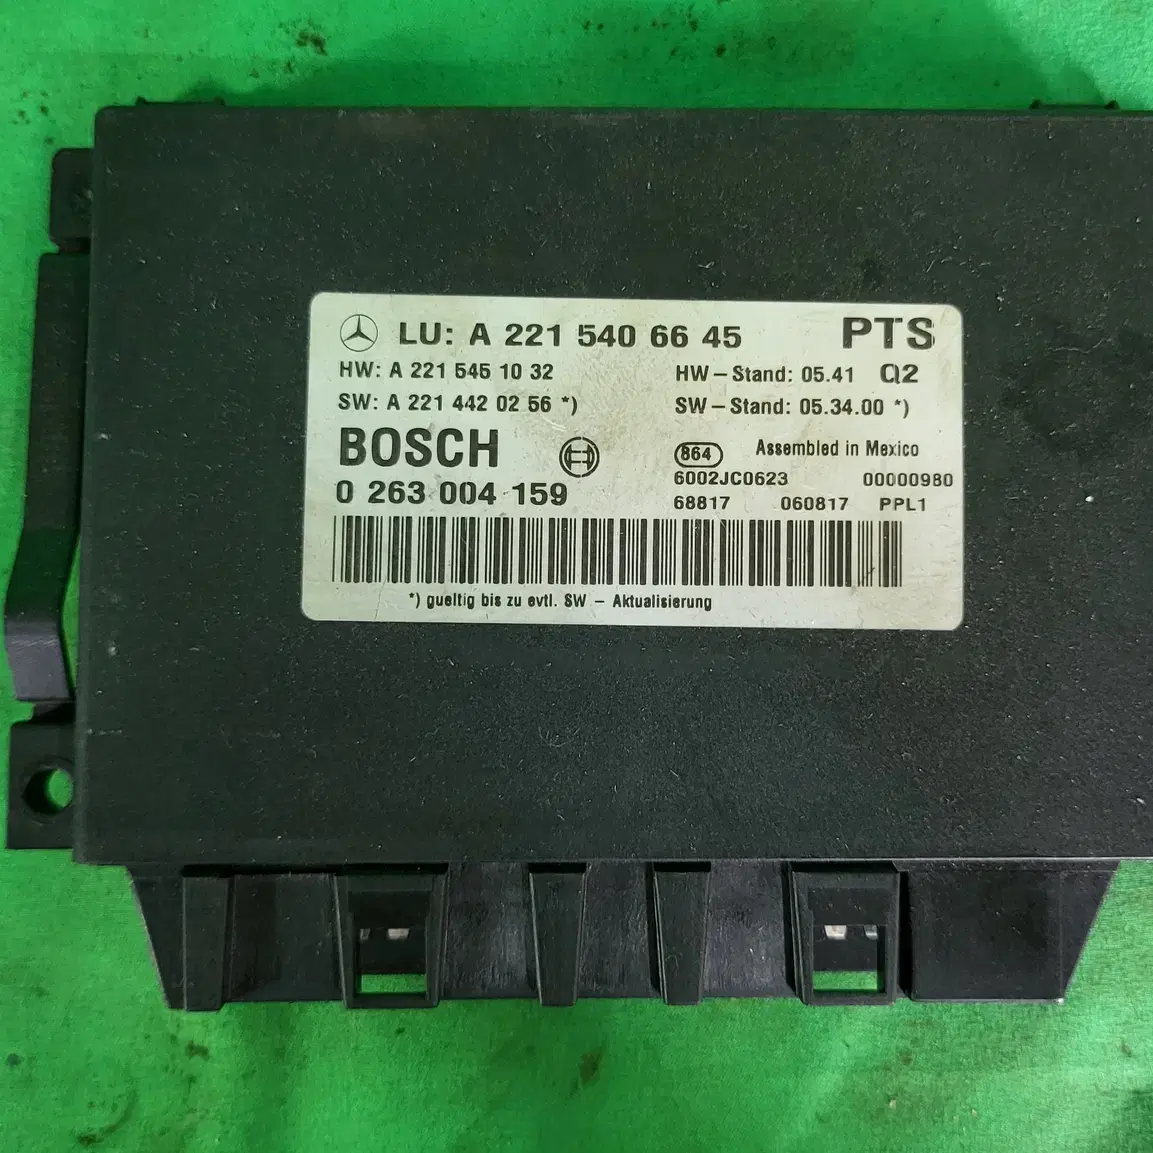 LU: A 221 540 66 45 PTS
HW: A 221 545 10 32 HW-Stand: 05.41 Q2
SW: A 221 442 02 56 *) SW-Stand: 05.34.00 *)
BOSCH 864 Assembled in Mexico
6002JC0623 00000980
0 263 004 159 68817 060817 PPL1
*) gueltig bis zu evtl. SW - Aktualisierung